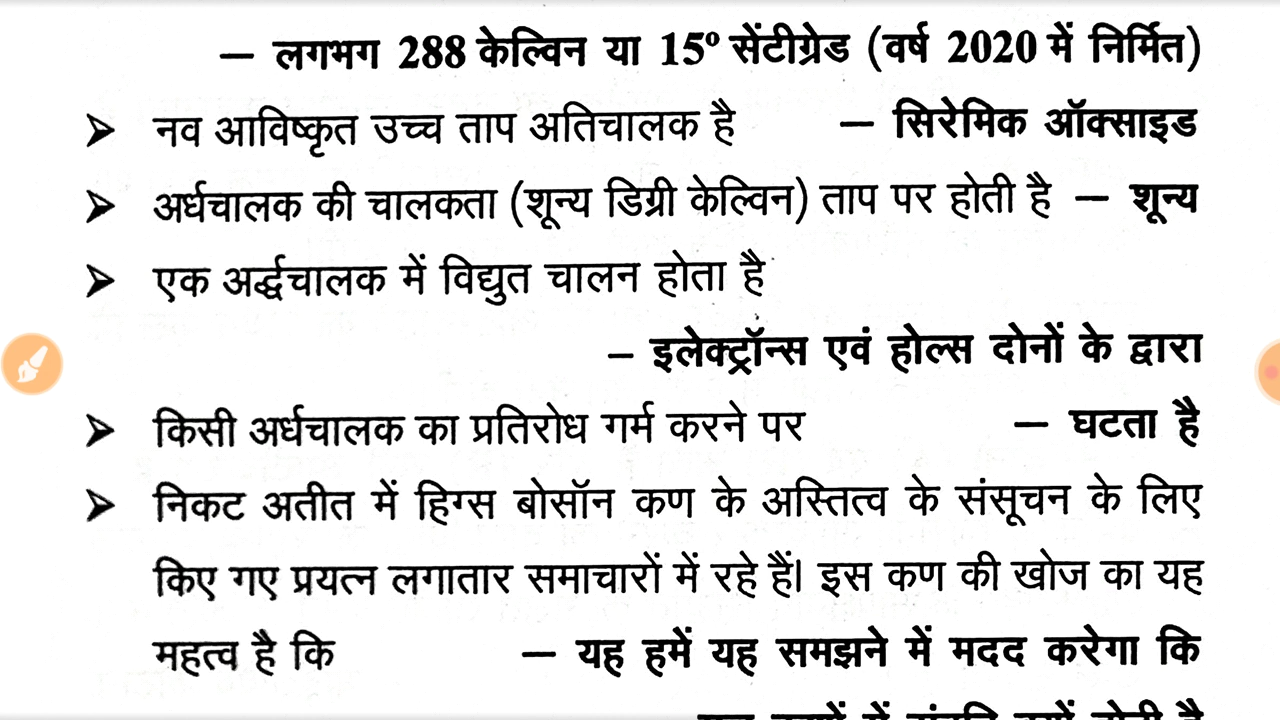 — लगभग 288 केल्विन या 15° सेंटीग्रेड (वर्ष 2020 में निर्मित)
➢ नव आविष्कृत उच्च ताप अतिचालक है — सिरेमिक ऑक्साइड
➢ अर्धचालक की चालकता (शून्य डिग्री केल्विन) ताप पर होती है — शून्य
➢ एक अर्द्धचालक में विद्युत चालन होता है
— इलेक्ट्रॉन्स एवं होल्स दोनों के द्वारा
➢ किसी अर्धचालक का प्रतिरोध गर्म करने पर — घटता है
➢ निकट अतीत में हिग्स बोसॉन कण के अस्तित्व के संसूचन के लिए
किए गए प्रयत्न लगातार समाचारों में रहे हैं। इस कण की खोज का यह
महत्व है कि — यह हमें यह समझने में मदद करेगा कि